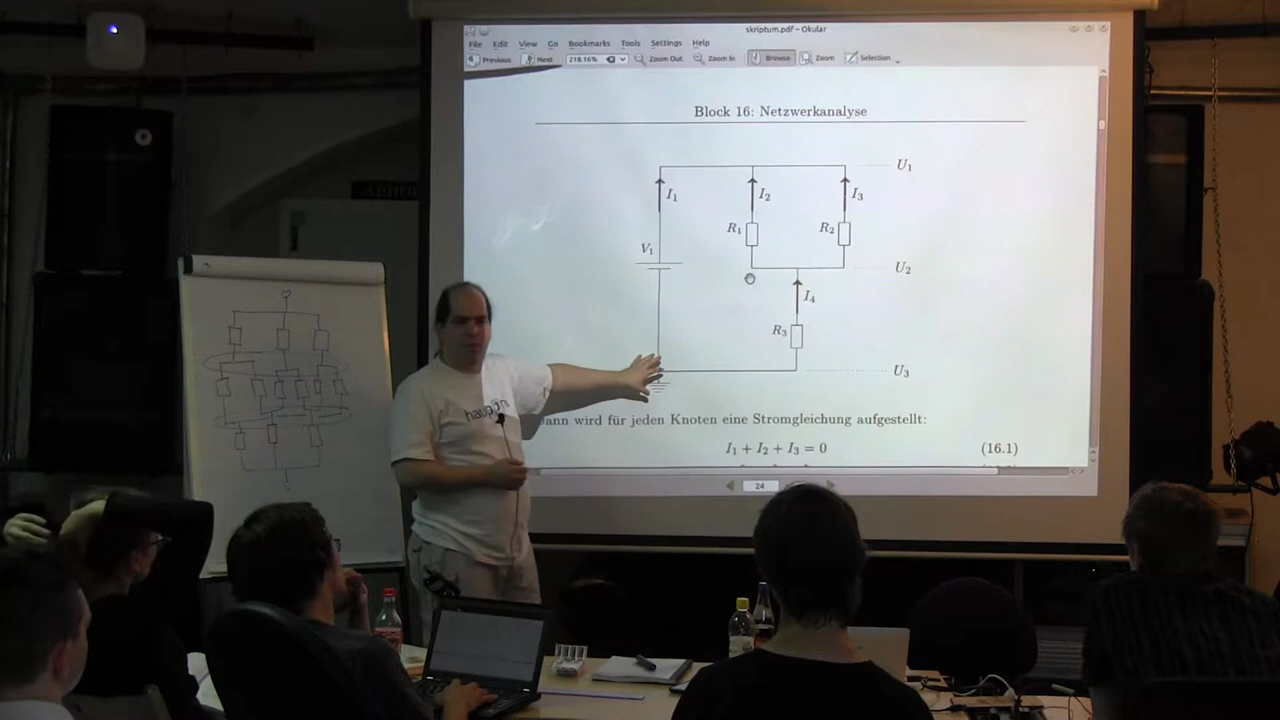 skriptum.pdf – Okular
File Edit View Go Bookmarks Tools Settings Help
Previous Next 218.16% Zoom Out Zoom In Browse Zoom Selection
Block 16: Netzwerkanalyse
U₁
I₁ I₂ I₃
R₁ R₂
V₁
U₂
I₄
R₃
U₃
ann wird für jeden Knoten eine Stromgleichung aufgestellt:
I₁ + I₂ + I₃ = 0 (16.1)
24